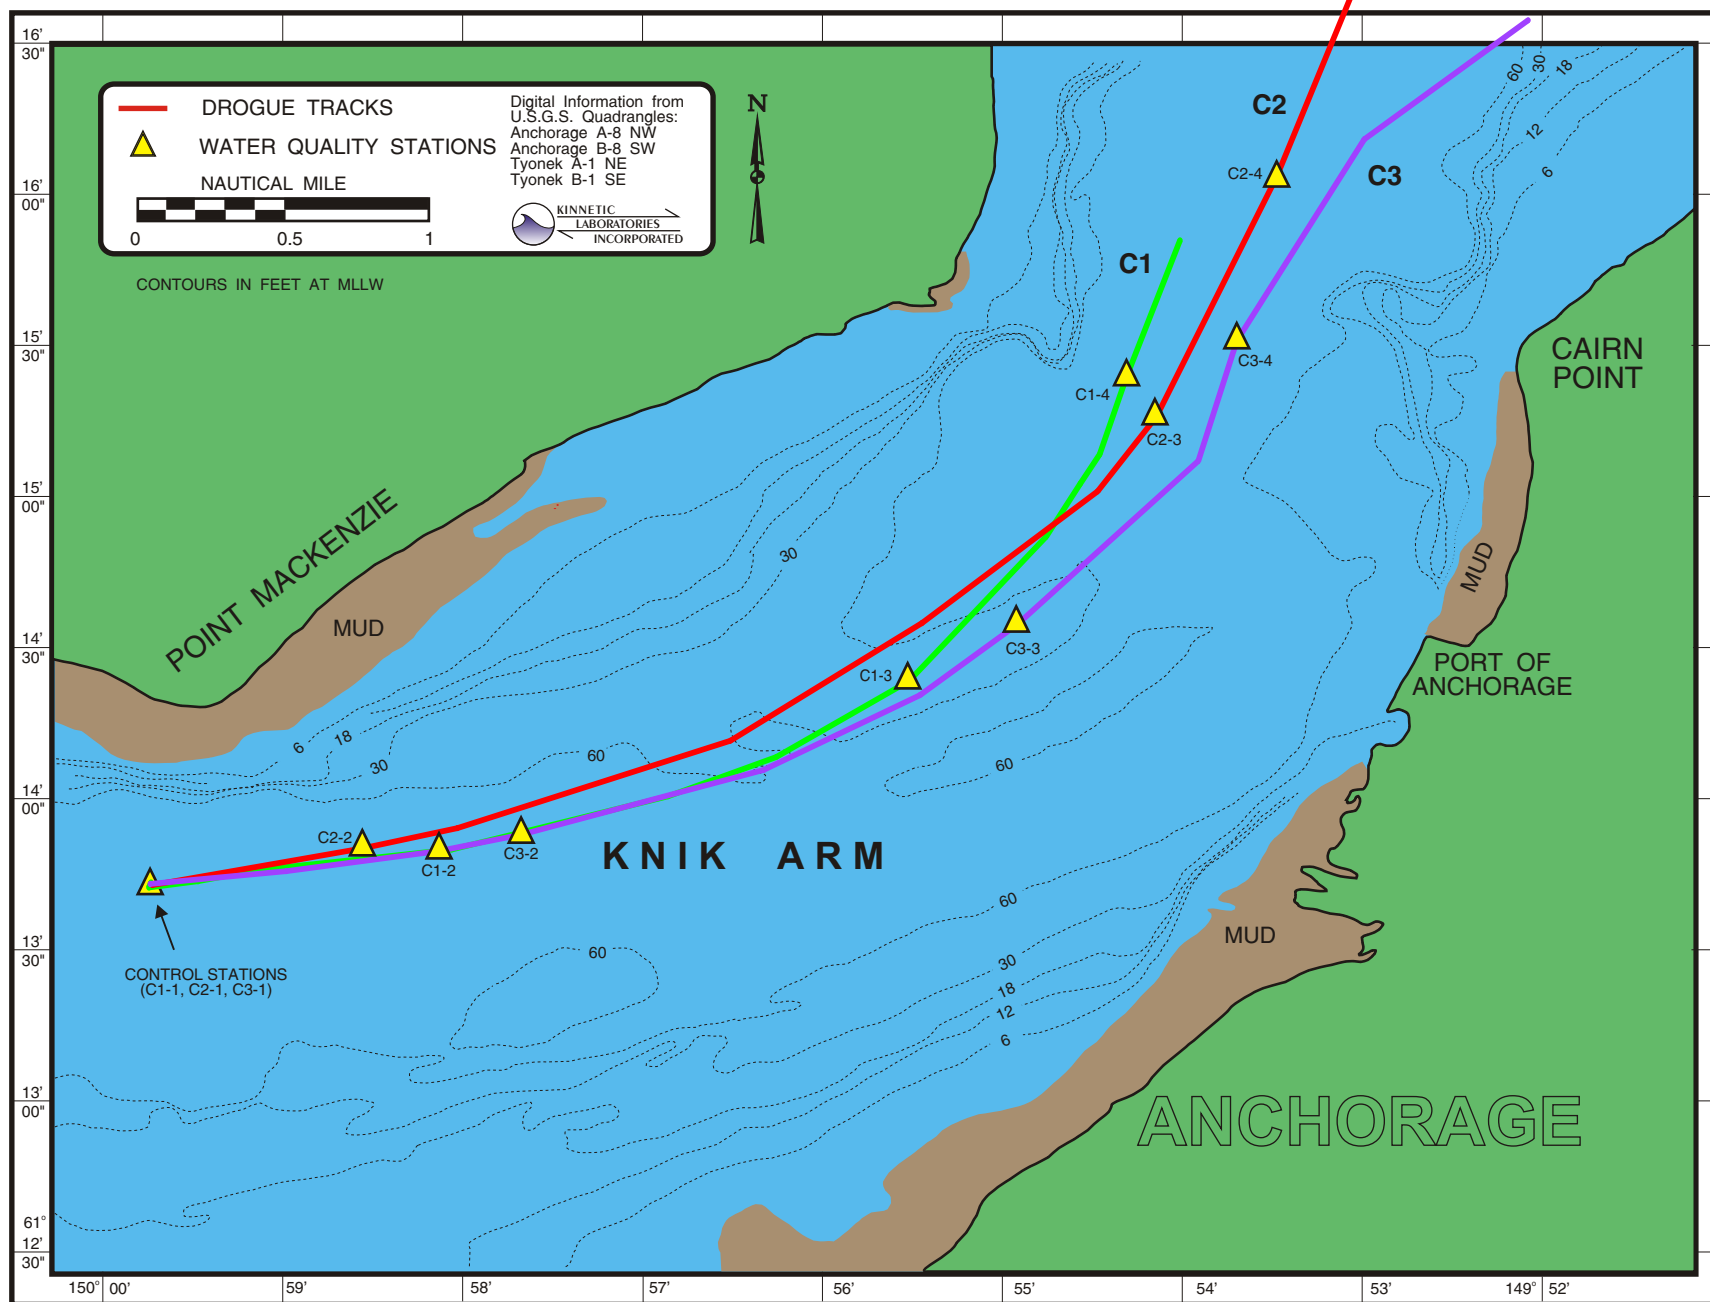 DROGUE TRACKS
WATER QUALITY STATIONS
NAUTICAL MILE
0 0.5 1
Digital Information from
U.S.G.S. Quadrangles:
Anchorage A-8 NW
Anchorage B-8 SW
Tyonek A-1 NE
Tyonek B-1 SE
KINNETIC
LABORATORIES
INCORPORATED
CONTOURS IN FEET AT MLLW
N
C2
C3
C1
C2-4
C3-4
C1-4
C2-3
C3-3
C1-3
C2-2
C1-2
C3-2
CONTROL STATIONS
(C1-1, C2-1, C3-1)
KNIK ARM
POINT MACKENZIE
MUD
CAIRN
POINT
MUD
PORT OF
ANCHORAGE
MUD
ANCHORAGE
60
30
18
12
6
30
6
18
30
60
60
60
60
30
18
12
6
16'
30"
16'
00"
15'
30"
15'
00"
14'
30"
14'
00"
13'
30"
13'
00"
61°
12'
30"
150° 00' 59' 58' 57' 56' 55' 54' 53' 149° 52'